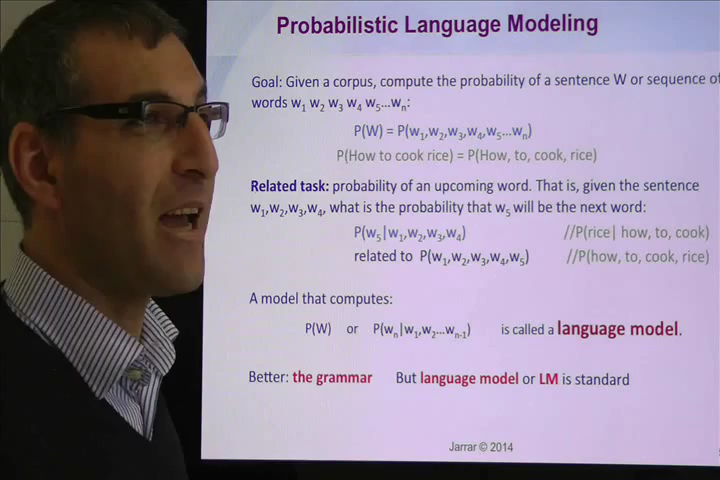 Probabilistic Language Modeling
Goal: Given a corpus, compute the probability of a sentence W or sequence of
words w₁ w₂ w₃ w₄ w₅...wₙ:
P(W) = P(w₁,w₂,w₃,w₄,w₅...wₙ)
P(How to cook rice) = P(How, to, cook, rice)
Related task: probability of an upcoming word. That is, given the sentence
w₁,w₂,w₃,w₄, what is the probability that w₅ will be the next word:
P(w₅|w₁,w₂,w₃,w₄) //P(rice| how, to, cook)
related to P(w₁,w₂,w₃,w₄,w₅) //P(how, to, cook, rice)
A model that computes:
P(W) or P(wₙ|w₁,w₂...wₙ₋₁) is called a language model.
Better: the grammar But language model or LM is standard
Jarrar © 2014